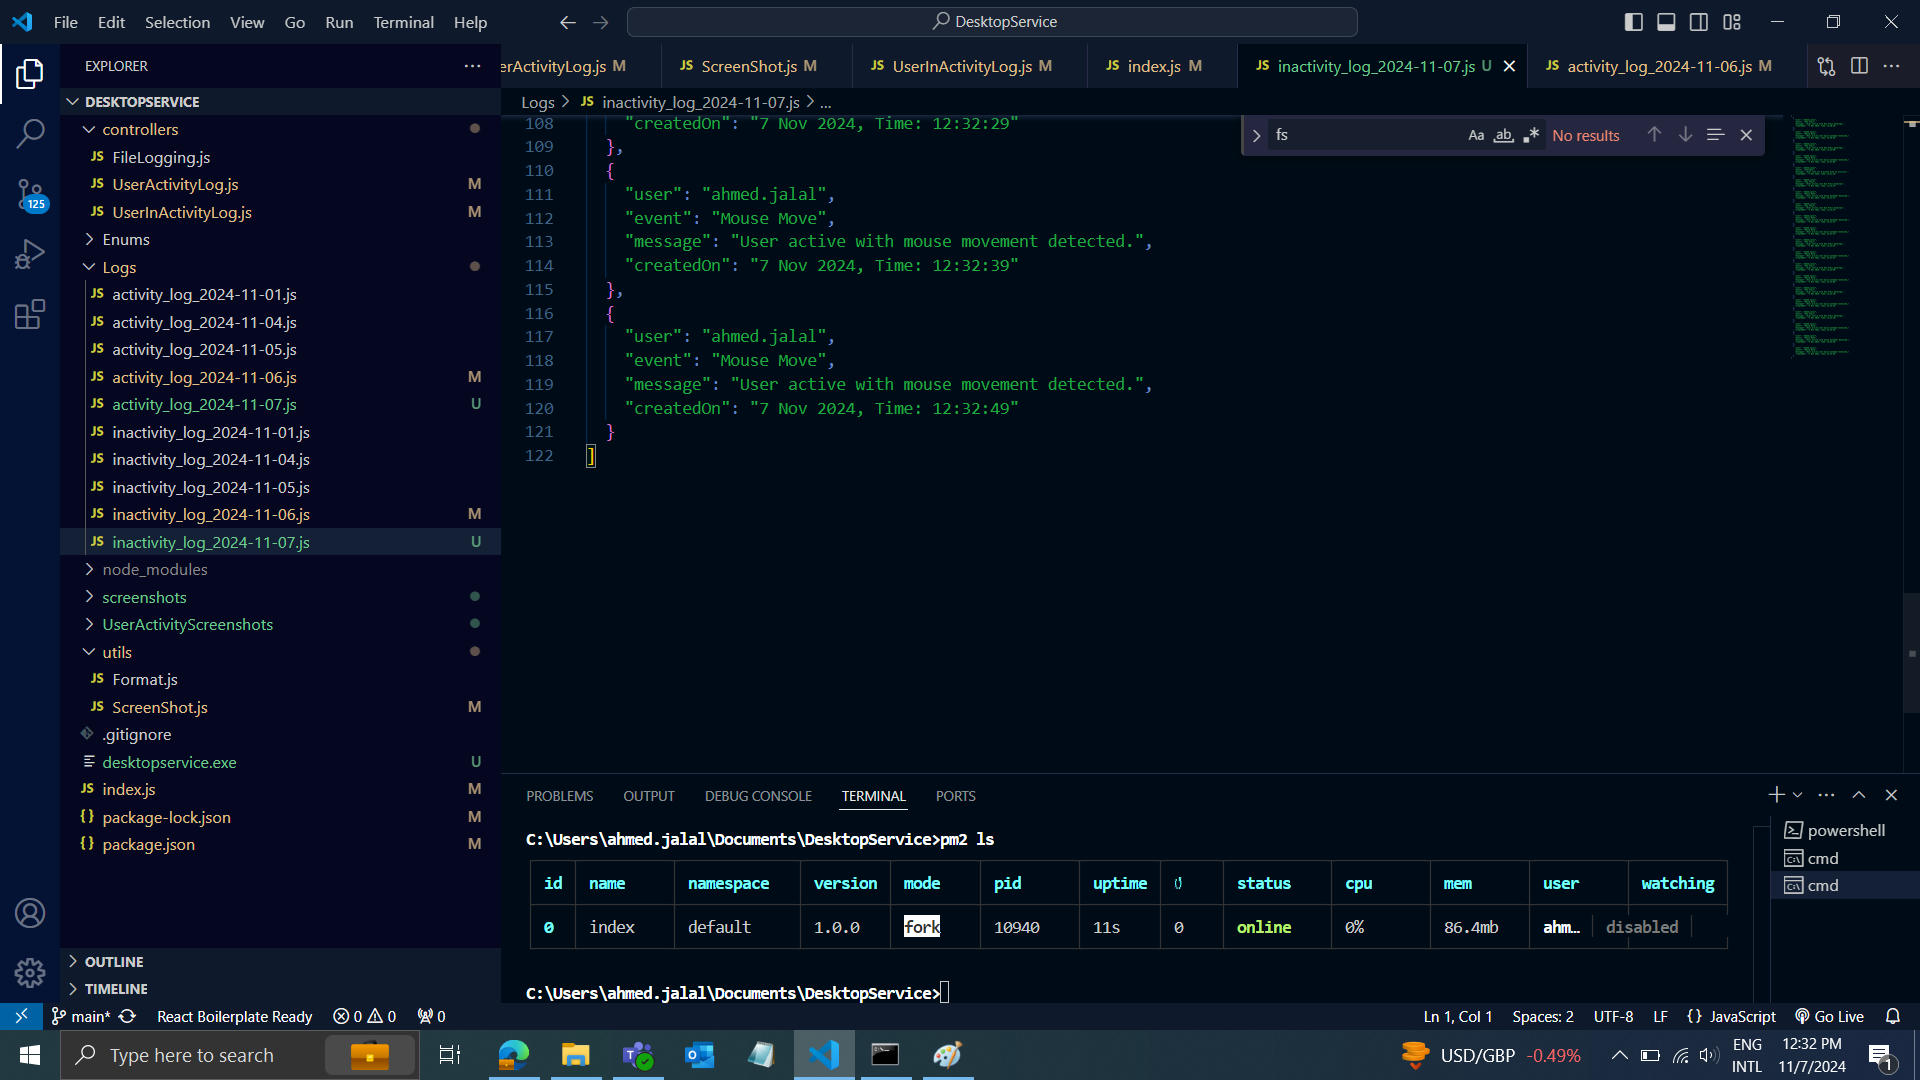 File Edit Selection View Go Run Terminal Help
DesktopService
EXPLORER
erActivityLog.js M
ScreenShot.js M
UserInActivityLog.js M
index.js M
inactivity_log_2024-11-07.js U
activity_log_2024-11-06.js M
DESKTOPSERVICE
Logs > JS inactivity_log_2024-11-07.js > ...
controllers
JS FileLogging.js
JS UserActivityLog.js M
JS UserInActivityLog.js M
Enums
Logs
JS activity_log_2024-11-01.js
JS activity_log_2024-11-04.js
JS activity_log_2024-11-05.js
JS activity_log_2024-11-06.js M
JS activity_log_2024-11-07.js U
JS inactivity_log_2024-11-01.js
JS inactivity_log_2024-11-04.js
JS inactivity_log_2024-11-05.js
JS inactivity_log_2024-11-06.js M
JS inactivity_log_2024-11-07.js U
node_modules
screenshots
UserActivityScreenshots
utils
JS Format.js
JS ScreenShot.js M
.gitignore
desktopservice.exe U
JS index.js M
{} package-lock.json M
{} package.json M
OUTLINE
TIMELINE
125
fs Aa ab No results
108 "createdOn": "7 Nov 2024, Time: 12:32:29"
109 },
110 {
111 "user": "ahmed.jalal",
112 "event": "Mouse Move",
113 "message": "User active with mouse movement detected.",
114 "createdOn": "7 Nov 2024, Time: 12:32:39"
115 },
116 {
117 "user": "ahmed.jalal",
118 "event": "Mouse Move",
119 "message": "User active with mouse movement detected.",
120 "createdOn": "7 Nov 2024, Time: 12:32:49"
121 }
122 ]
PROBLEMS OUTPUT DEBUG CONSOLE TERMINAL PORTS
C:\Users\ahmed.jalal\Documents\DesktopService>pm2 ls
id name namespace version mode pid uptime ↺ status cpu mem user watching
0 index default 1.0.0 fork 10940 11s 0 online 0% 86.4mb ahm… disabled
C:\Users\ahmed.jalal\Documents\DesktopService>
powershell
cmd
cmd
main* React Boilerplate Ready 0 0 0 Ln 1, Col 1 Spaces: 2 UTF-8 LF {} JavaScript Go Live
Type here to search
USD/GBP -0.49%
ENG
INTL
12:32 PM
11/7/2024
1